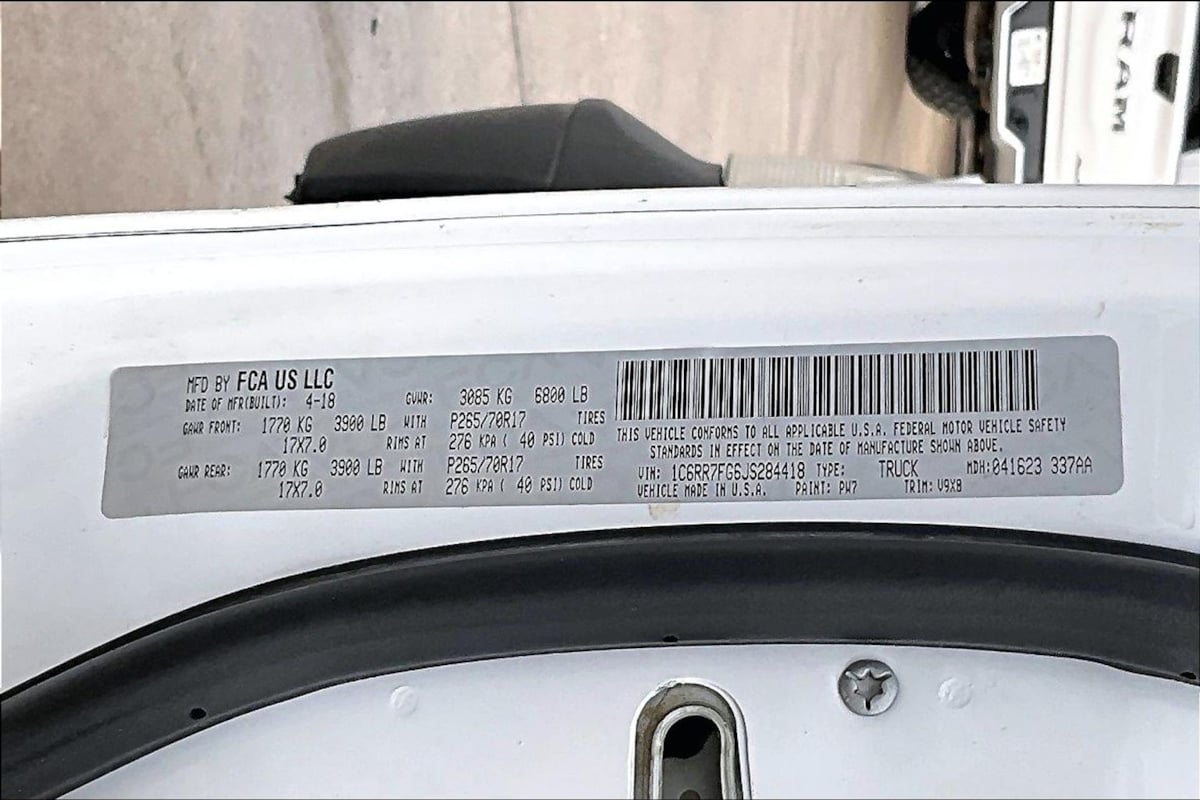 RAM
MFD BY FCA US LLC
DATE OF MFR(BUILT): 4-18 GVWR: 3085 KG 6800 LB
GAWR FRONT: 1770 KG 3900 LB WITH P265/70R17 TIRES
17X7.0 RIMS AT 276 KPA ( 40 PSI) COLD
GAWR REAR: 1770 KG 3900 LB WITH P265/70R17 TIRES
17X7.0 RIMS AT 276 KPA ( 40 PSI) COLD
THIS VEHICLE CONFORMS TO ALL APPLICABLE U.S.A. FEDERAL MOTOR VEHICLE SAFETY
STANDARDS IN EFFECT ON THE DATE OF MANUFACTURE SHOWN ABOVE.
VIN: 1C6RR7FG6JS284418 TYPE: TRUCK MDH:041623 337AA
VEHICLE MADE IN U.S.A. PAINT: PW7 TRIM: V9X8